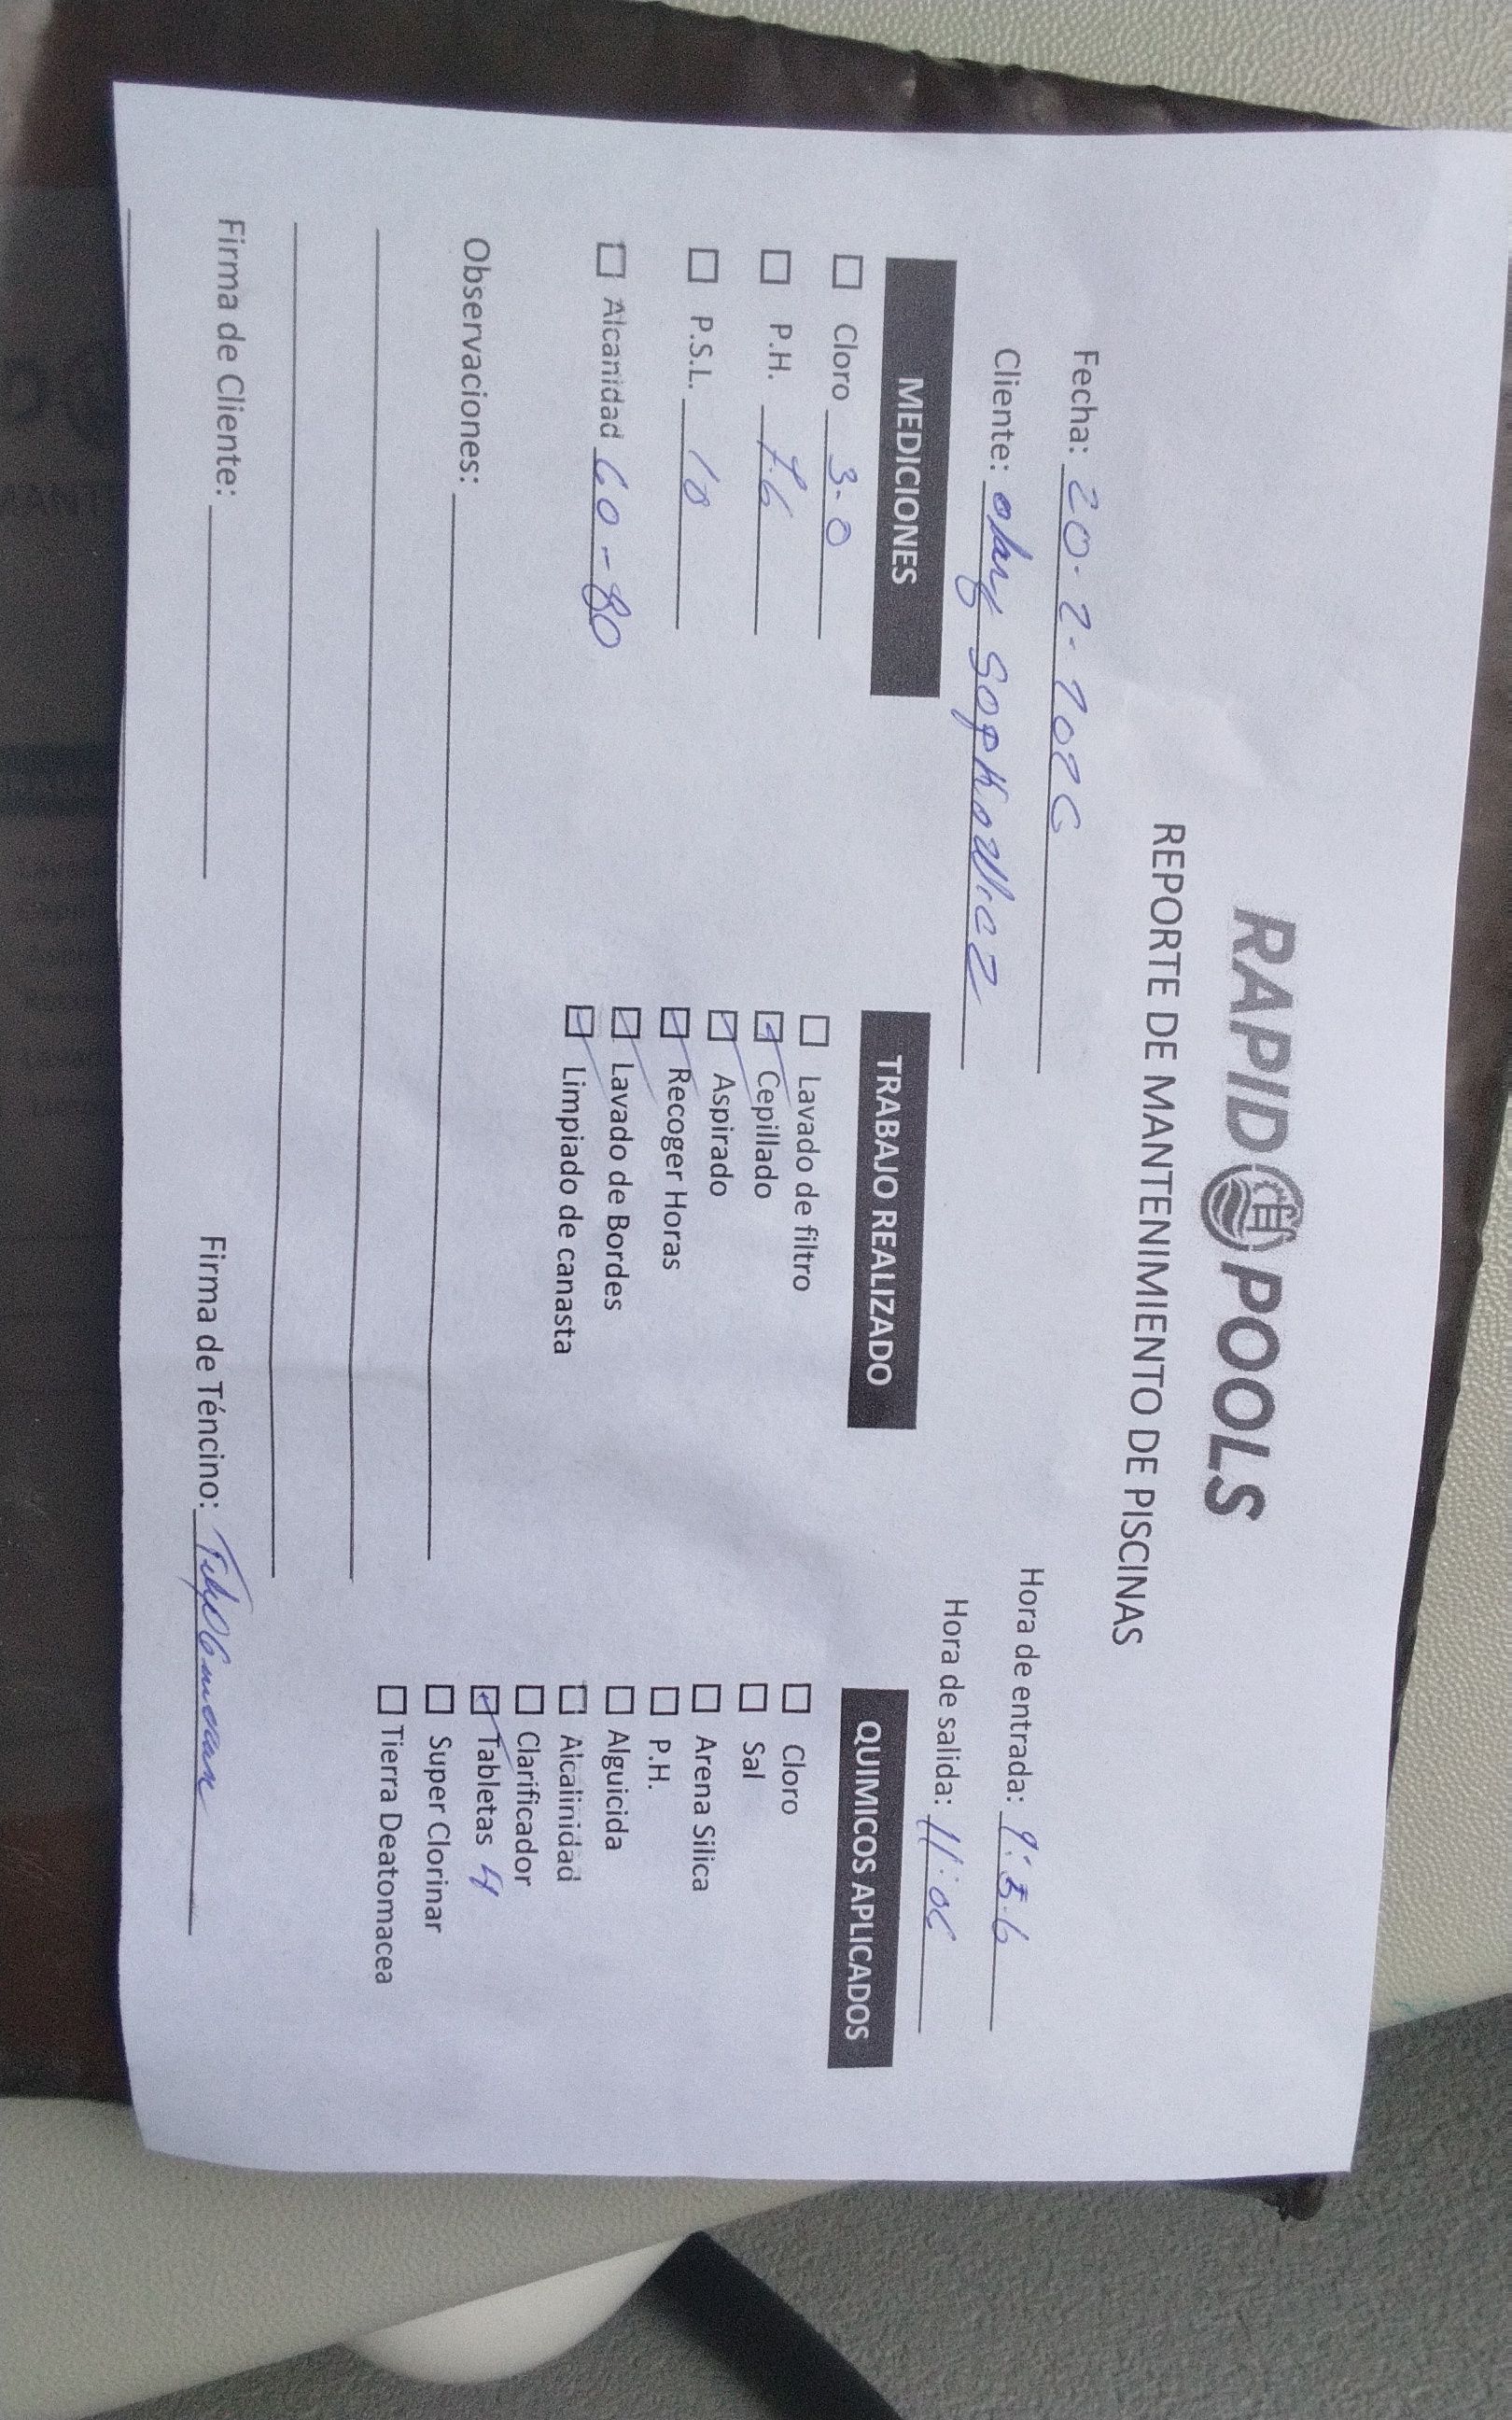 RAPIDO POOLS
REPORTE DE MANTENIMIENTO DE PISCINAS
Fecha: 20-2-2026
Hora de entrada: 9:56
Cliente:
Hora de salida: 11:0
MEDICIONES
☐ Cloro 3-0
☐ P.H. 7.6
☐ P.S.L. 10
☐ Alcanidad 60-80
TRABAJO REALIZADO
☐ Lavado de filtro
☑ Cepillado
☑ Aspirado
☑ Recoger Horas
☑ Lavado de Bordes
☑ Limpiado de canasta
QUIMICOS APLICADOS
☐ Cloro
☐ Sal
☐ Arena Silica
☐ P.H.
☐ Alguicida
☐ Alcalinidad
☐ Clarificador
☑ Tabletas 4
☐ Super Clorinar
☐ Tierra Deatomacea
Observaciones:
Firma de Cliente:
Firma de Téncino: